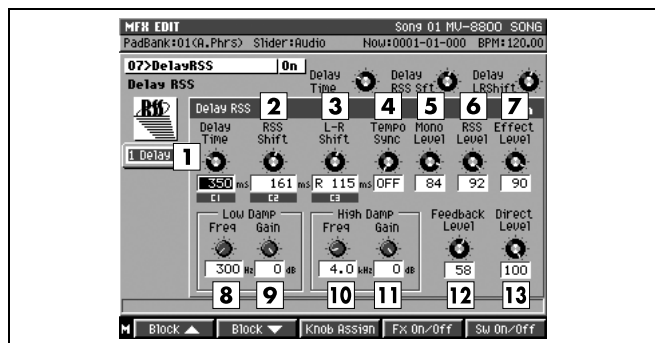 MFX EDIT Song 01 MV-8800 SONG
PadBank:01(A.Phrs) Slider:Audio Now:0001-01-000 BPM:120.00
07>DelayRSS On
Delay RSS
Delay Time Delay RSS Sft Delay LRShift
RSS
Delay RSS 2 3 4 5 6 7
1 Delay 1
Delay Time RSS Shift L-R Shift Tempo Sync Mono Level RSS Level Effect Level
350 ms 161 ms R 115 ms OFF 84 92 90
C1 C2 C3
Low Damp High Damp Feedback Level Direct Level
Freq Gain Freq Gain
300 Hz 0 dB 4.0 kHz 0 dB 58 100
8 9 10 11 12 13
M Block ▲ Block ▼ Knob Assign Fx On/Off Sw On/Off